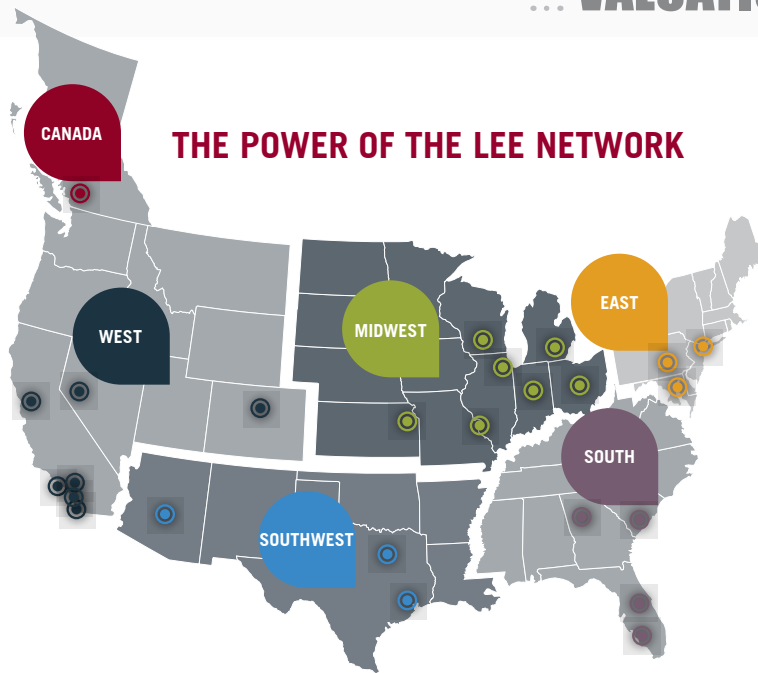 ...
CANADA
THE POWER OF THE LEE NETWORK
EAST
MIDWEST
WEST
SOUTH
SOUTHWEST